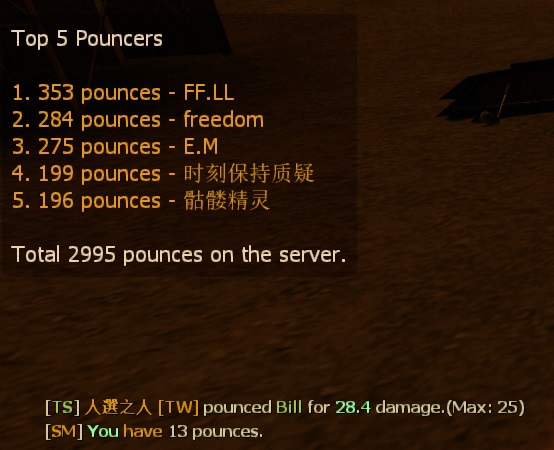 Top 5 Pouncers
1. 353 pounces - FF.LL
2. 284 pounces - freedom
3. 275 pounces - E.M
4. 199 pounces - 时刻保持质疑
5. 196 pounces - 骷髅精灵
Total 2995 pounces on the server.
[TS] 人選之人 [TW] pounced Bill for 28.4 damage.(Max: 25)
[SM] You have 13 pounces.